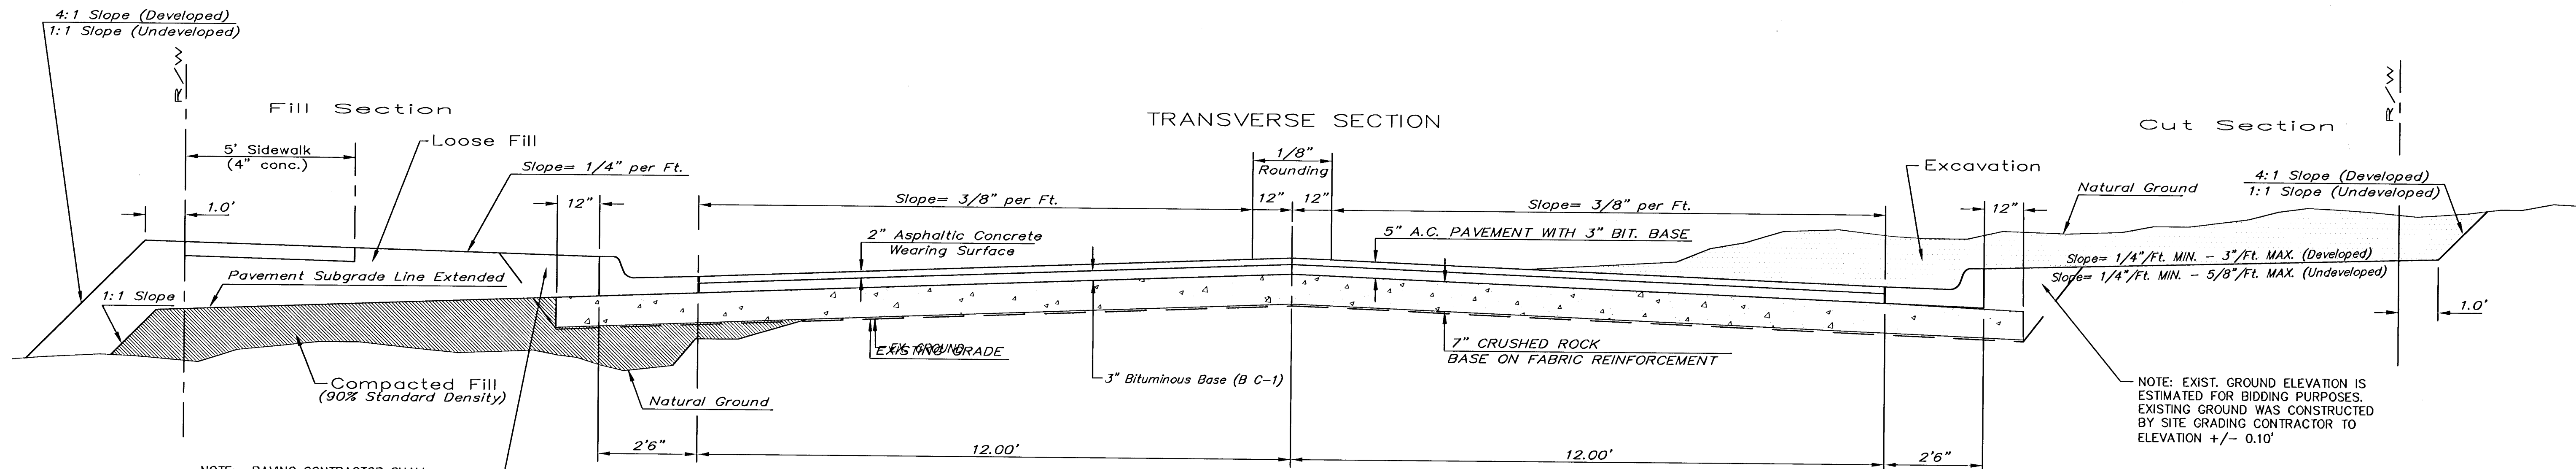 4:1 Slope (Developed)
1:1 Slope (Undeveloped)
R/W
Fill Section
5' Sidewalk
(4" conc.)
Loose Fill
Slope= 1/4" per Ft.
1.0'
12"
Slope= 3/8" per Ft.
TRANSVERSE SECTION
1/8"
Rounding
12"
12"
Slope= 3/8" per Ft.
Cut Section
R/W
Excavation
Natural Ground
4:1 Slope (Developed)
1:1 Slope (Undeveloped)
12"
2" Asphaltic Concrete
Wearing Surface
5" A.C. PAVEMENT WITH 3" BIT. BASE
Slope= 1/4"/Ft. MIN. - 3"/Ft. MAX. (Developed)
Slope= 1/4"/Ft. MIN. - 5/8"/Ft. MAX. (Undeveloped)
1.0'
Pavement Subgrade Line Extended
1:1 Slope
EX. GROUND
EXISTING GRADE
7" CRUSHED ROCK
BASE ON FABRIC REINFORCEMENT
3" Bituminous Base (B C-1)
Compacted Fill
(90% Standard Density)
Natural Ground
NOTE: EXIST. GROUND ELEVATION IS
ESTIMATED FOR BIDDING PURPOSES.
EXISTING GROUND WAS CONSTRUCTED
BY SITE GRADING CONTRACTOR TO
ELEVATION +/- 0.10'
2'6"
12.00'
12.00'
2'6"
NOTE: PAVING CONTRACTOR SHALL